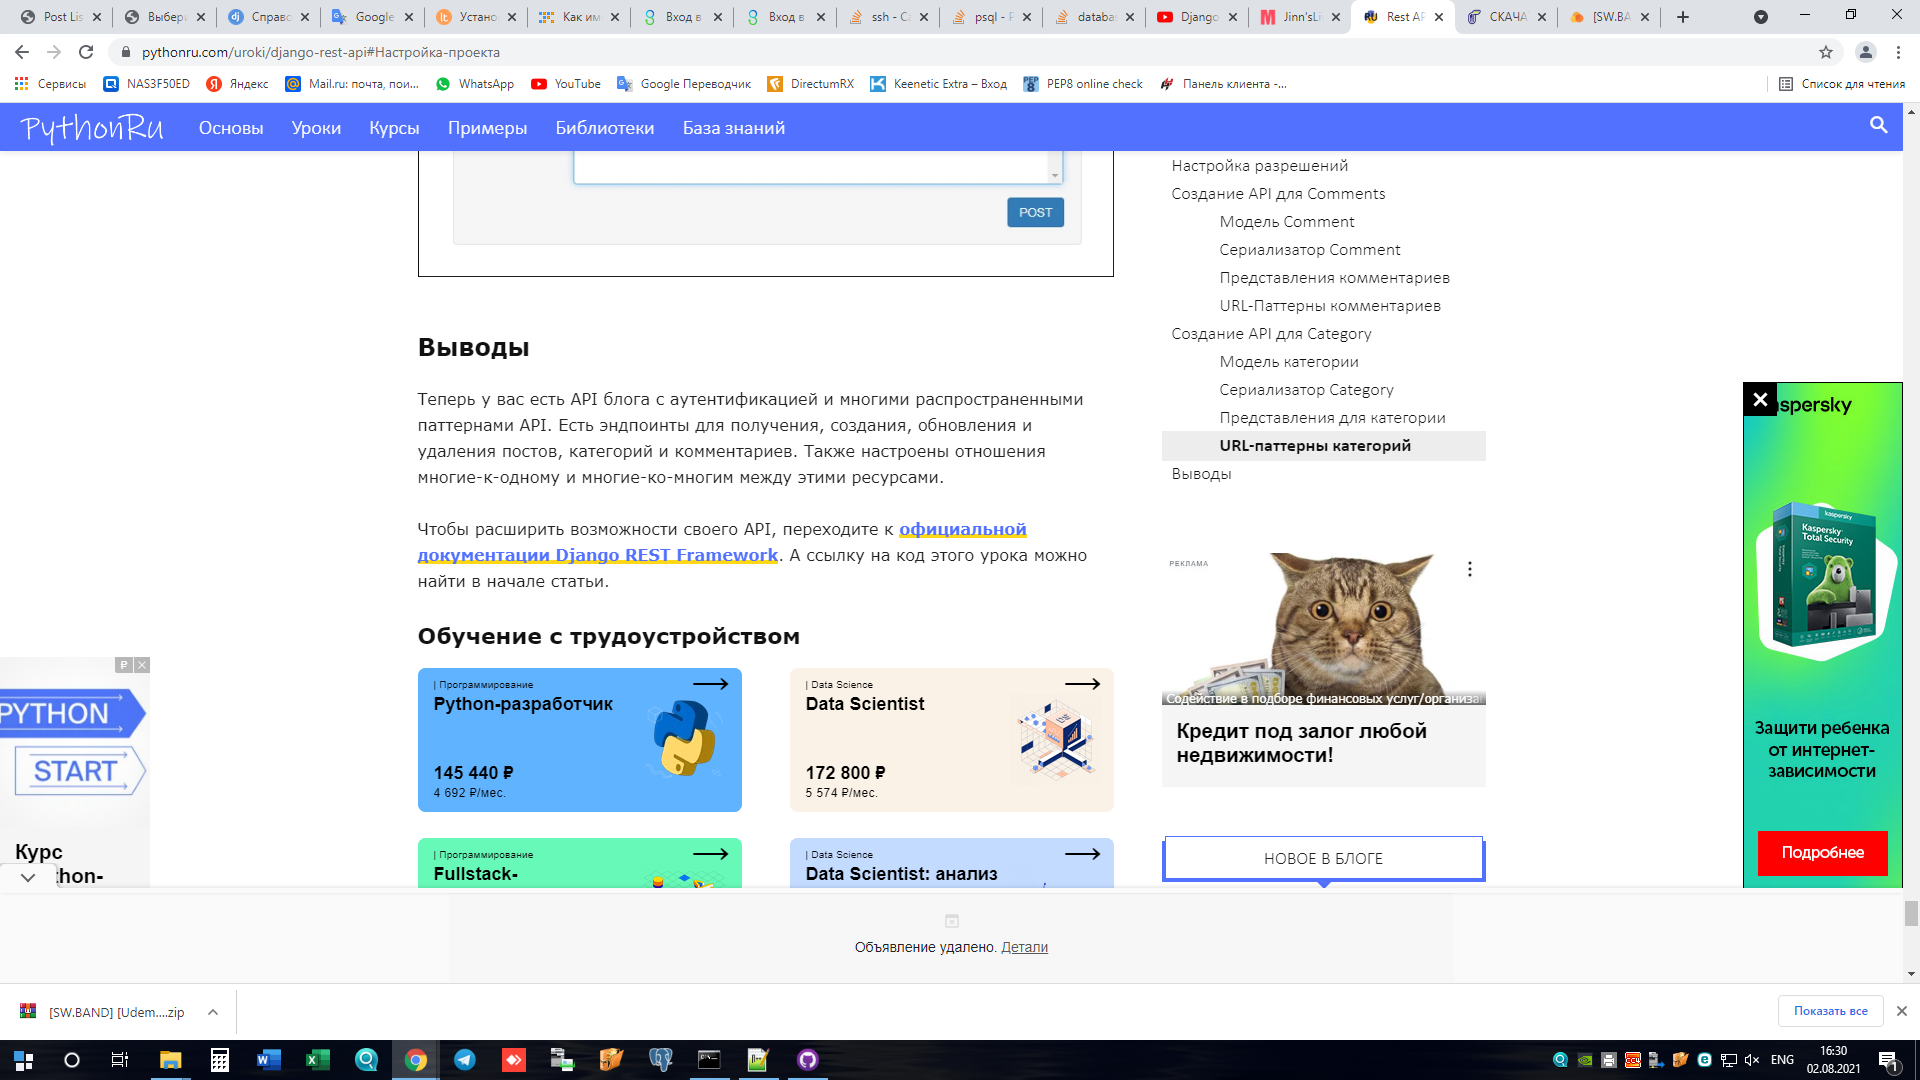 Post Lis
Выбери
Справо
Google
Устано
Как им
Вход в
Вход в
ssh - Ca
psql - P
databa
Django
Jinn'sLi
Rest AP
СКАЧА
[SW.BA
pythonru.com/uroki/django-rest-api#Настройка-проекта
Сервисы
NAS3F50ED
Яндекс
Mail.ru: почта, пои...
WhatsApp
YouTube
Google Переводчик
DirectumRX
Keenetic Extra – Вход
PEP8 online check
Панель клиента -...
Список для чтения
PythonRu
Основы
Уроки
Курсы
Примеры
Библиотеки
База знаний
POST
Выводы
Теперь у вас есть API блога с аутентификацией и многими распространенными
паттернами API. Есть эндпоинты для получения, создания, обновления и
удаления постов, категорий и комментариев. Также настроены отношения
многие-к-одному и многие-ко-многим между этими ресурсами.
Чтобы расширить возможности своего API, переходите к официальной
документации Django REST Framework. А ссылку на код этого урока можно
найти в начале статьи.
Обучение с трудоустройством
| Программирование
Python-разработчик
145 440 ₽
4 692 ₽/мес.
| Data Science
Data Scientist
172 800 ₽
5 574 ₽/мес.
| Программирование
Fullstack-
| Data Science
Data Scientist: анализ
Настройка разрешений
Создание API для Comments
Модель Comment
Сериализатор Comment
Представления комментариев
URL-Паттерны комментариев
Создание API для Category
Модель категории
Сериализатор Category
Представления для категории
URL-паттерны категорий
Выводы
РЕКЛАМА
Содействие в подборе финансовых услуг/организа
Кредит под залог любой
недвижимости!
НОВОЕ В БЛОГЕ
spersky
kaspersky
Kaspersky
Total Security
Защити ребенка
от интернет-
зависимости
Подробнее
PYTHON
START
Курс
thon-
Объявление удалено. Детали
[SW.BAND] [Udem....zip
Показать все
ENG
16:30
02.08.2021
1